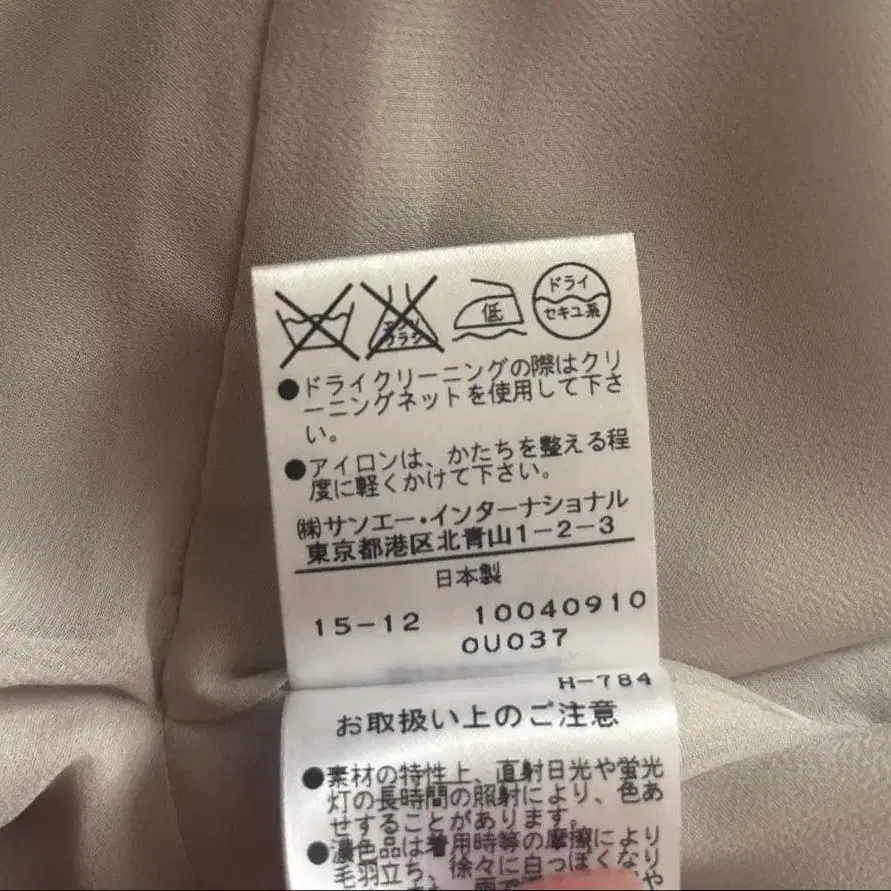 エンソ
サラシ
低
ドライ
セキユ系
●ドライクリーニングの際はクリ
ーニングネットを使用して下さ
い。
●アイロンは、かたちを整える程
度に軽くかけて下さい。
㈱サンエー・インターナショナル
東京都港区北青山1-2-3
日本製
15-12 10040910
0U037
H-784
お取扱い上のご注意
●素材の特性上、直射日光や蛍光
灯の長時間の照射により、色あ
せすることがあります。
●濃色品は着用時等の摩擦により
毛羽立ち、徐々に白っぽくなり